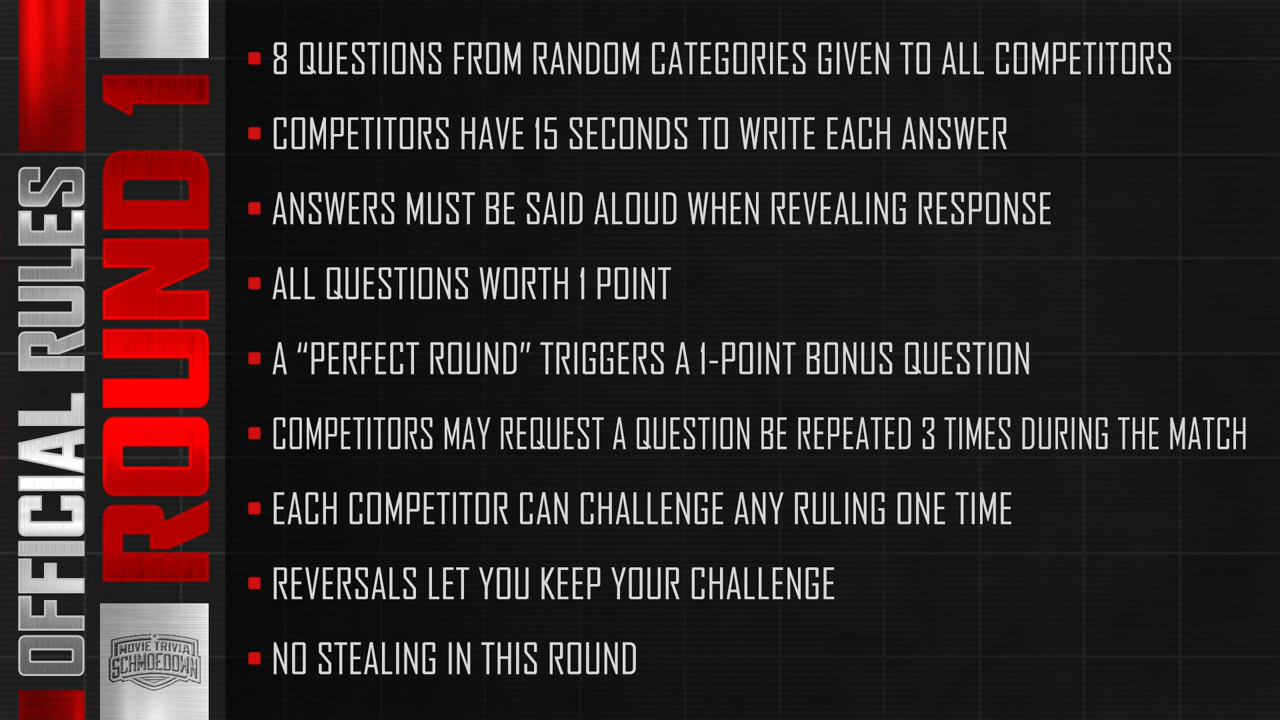 OFFICIAL RULES
ROUND 1
MOVIE TRIVIA
SCHMOEDOWN
8 QUESTIONS FROM RANDOM CATEGORIES GIVEN TO ALL COMPETITORS
COMPETITORS HAVE 15 SECONDS TO WRITE EACH ANSWER
ANSWERS MUST BE SAID ALOUD WHEN REVEALING RESPONSE
ALL QUESTIONS WORTH 1 POINT
A “PERFECT ROUND” TRIGGERS A 1-POINT BONUS QUESTION
COMPETITORS MAY REQUEST A QUESTION BE REPEATED 3 TIMES DURING THE MATCH
EACH COMPETITOR CAN CHALLENGE ANY RULING ONE TIME
REVERSALS LET YOU KEEP YOUR CHALLENGE
NO STEALING IN THIS ROUND